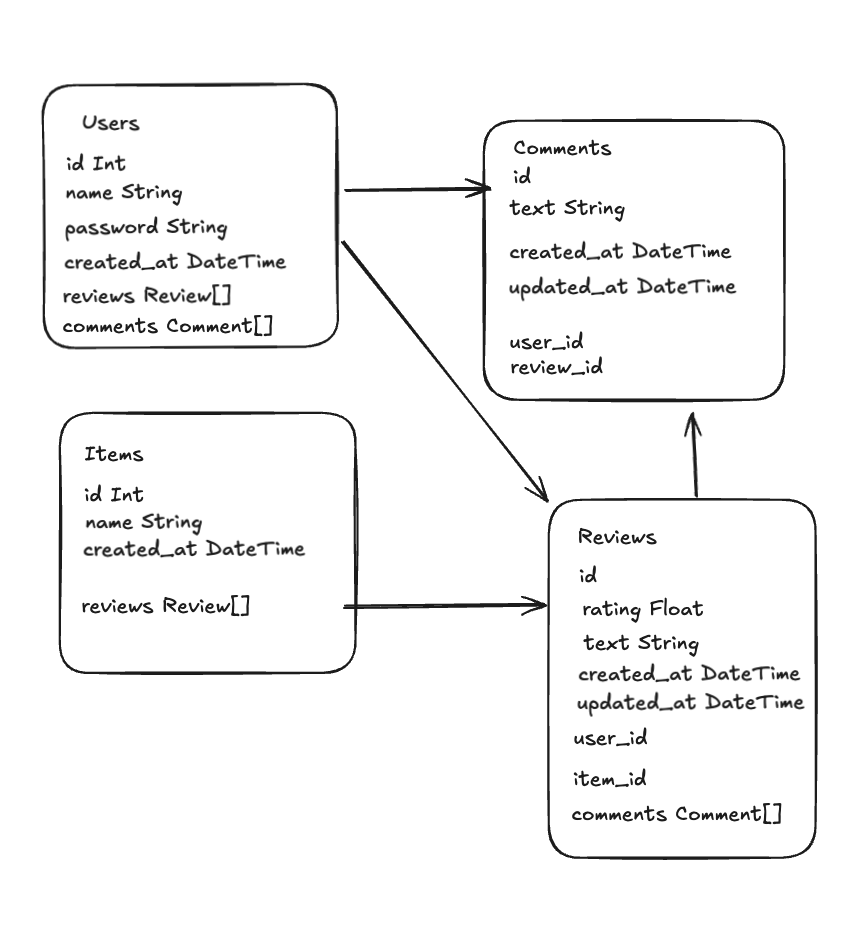 Users
id Int
name String
password String
created_at DateTime
reviews Review[]
comments Comment[]
Comments
id
text String
created_at DateTime
updated_at DateTime
user_id
review_id
Items
id Int
name String
created_at DateTime
reviews Review[]
Reviews
id
rating Float
text String
created_at DateTime
updated_at DateTime
user_id
item_id
comments Comment[]